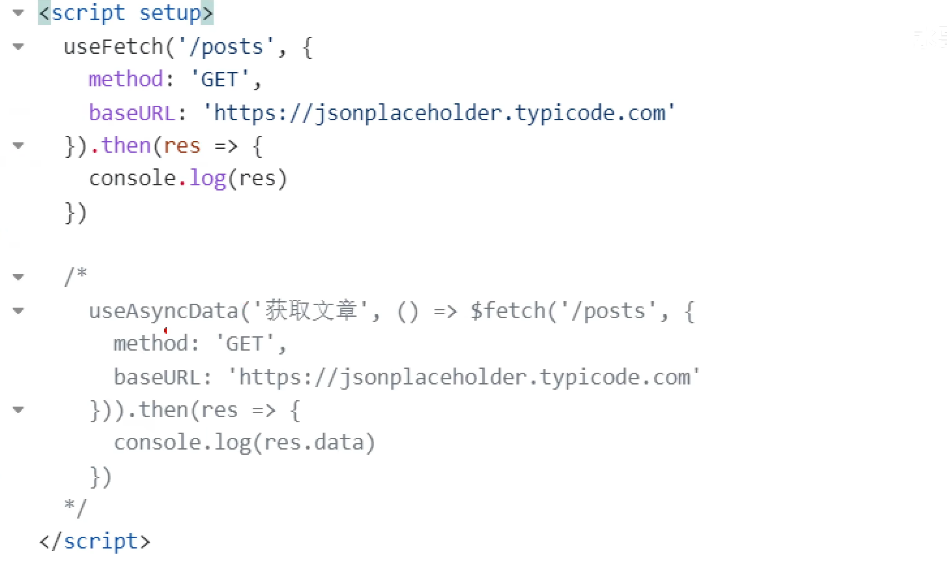 <script setup>
useFetch('/posts', {
method: 'GET',
baseURL: 'https://jsonplaceholder.typicode.com'
}).then(res => {
console.log(res)
})
/*
useAsyncData('获取文章', () => $fetch('/posts', {
method: 'GET',
baseURL: 'https://jsonplaceholder.typicode.com'
})).then(res => {
console.log(res.data)
})
*/
</script>